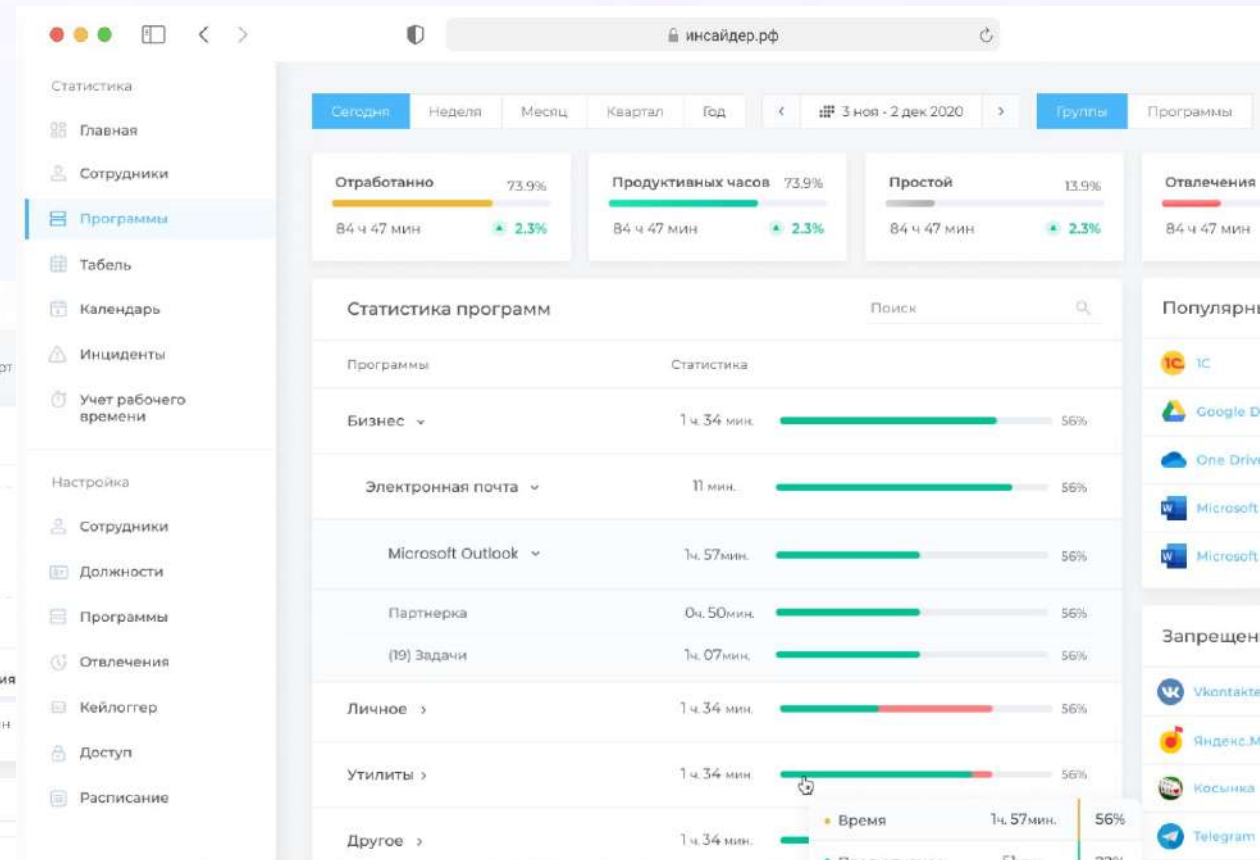 инсайдер.рф
Статистика
Главная
Сотрудники
Программы
Табель
Календарь
Инциденты
Учет рабочего
времени
Настройка
Сотрудники
Должности
Программы
Отвлечения
Кейлоггер
Доступ
Расписание
Сегодня Неделя Месяц Квартал Год 3 ноя - 2 дек 2020 Группы Программы
Отработанно 73.9%
84 ч 47 мин 2.3%
Продуктивных часов 73.9%
84 ч 47 мин 2.3%
Простой 13.9%
84 ч 47 мин 2.3%
Отвлечения
84 ч 47 мин
Статистика программ Поиск
Программы Статистика
Бизнес 1 ч. 34 мин. 56%
Электронная почта 11 мин. 56%
Microsoft Outlook 1ч. 57мин. 56%
Партнерка 0ч. 50мин. 56%
(19) Задачи 1ч. 07мин. 56%
Личное 1 ч. 34 мин. 56%
Утилиты 1 ч. 34 мин. 56%
Другое 1 ч. 34 мин.
Время 1ч. 57мин. 56%
1C
Google
One
Microsoft
Microsoft
Vkontakte
Косынка
Telegram